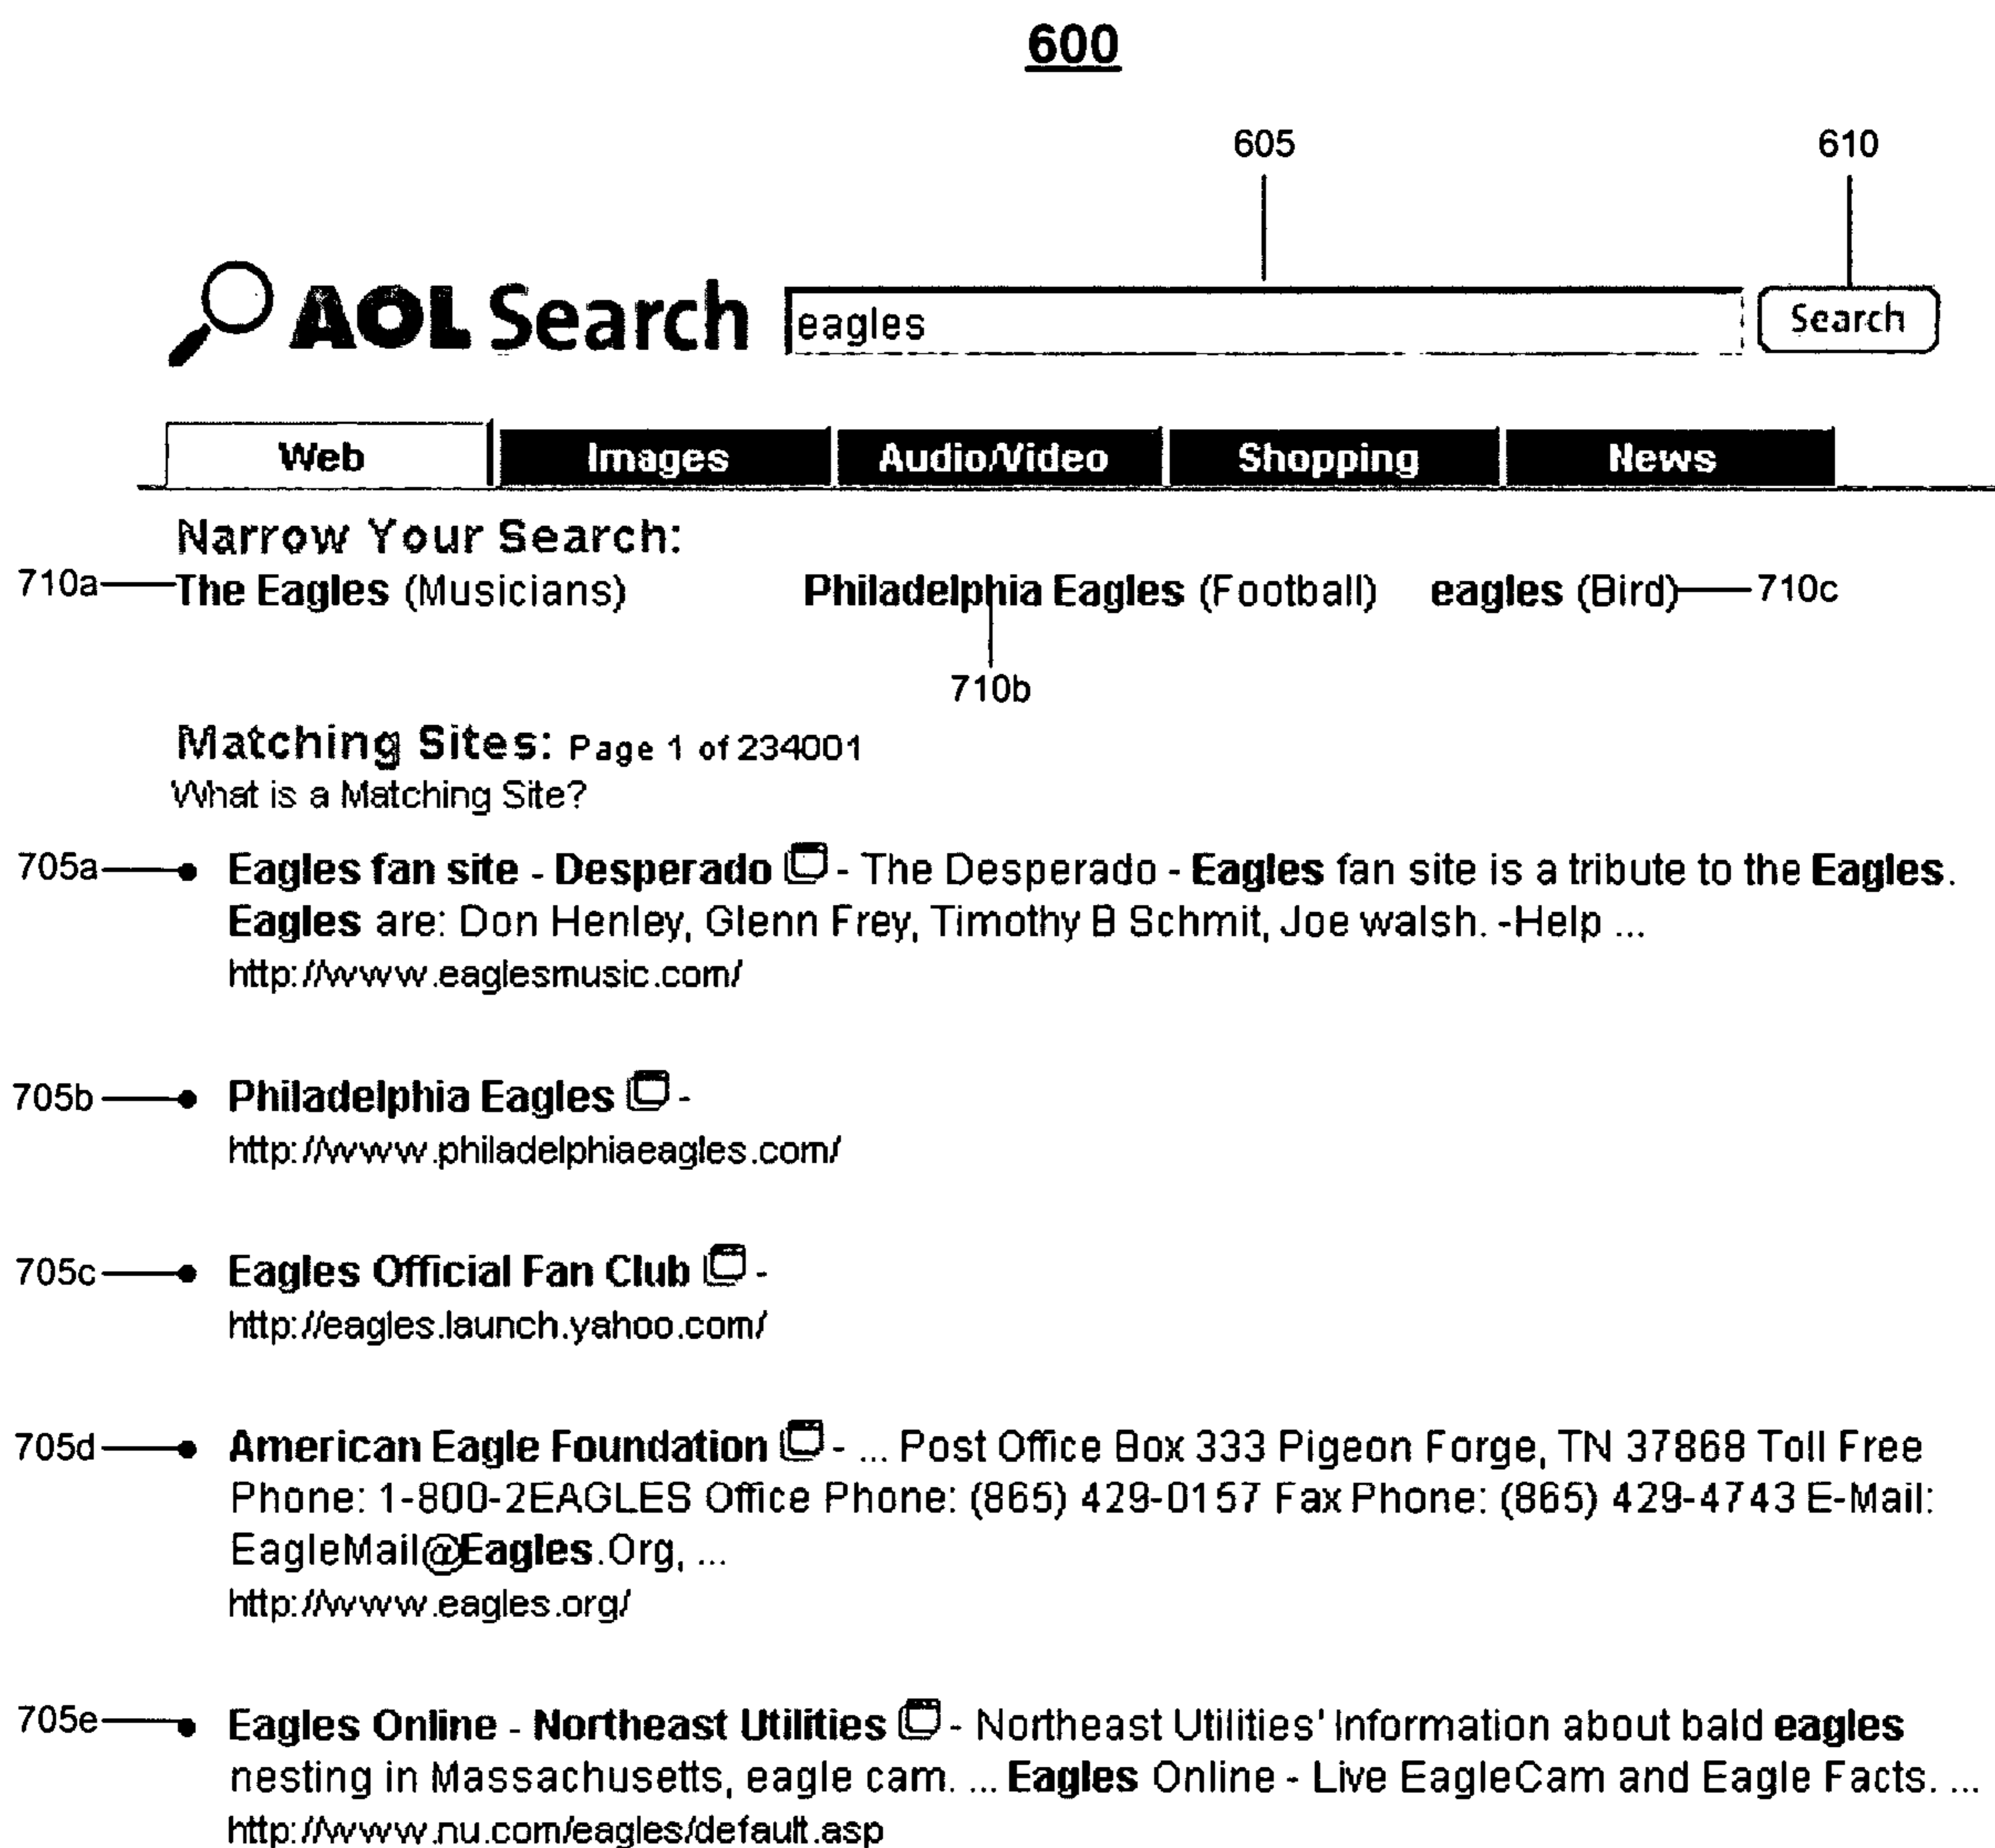 600
605 610
AOL Search eagles Search
Web Images Audio/Video Shopping News
Narrow Your Search:
710a The Eagles (Musicians) Philadelphia Eagles (Football) eagles (Bird) 710c
710b
Matching Sites: Page 1 of 234001
What is a Matching Site?
705a Eagles fan site - Desperado - The Desperado - Eagles fan site is a tribute to the Eagles.
Eagles are: Don Henley, Glenn Frey, Timothy B Schmit, Joe walsh. -Help ...
http://www.eaglesmusic.com/
705b Philadelphia Eagles -
http://www.philadelphiaeagles.com/
705c Eagles Official Fan Club -
http://eagles.launch.yahoo.com/
705d American Eagle Foundation - ... Post Office Box 333 Pigeon Forge, TN 37868 Toll Free
Phone: 1-800-2EAGLES Office Phone: (865) 429-0157 Fax Phone: (865) 429-4743 E-Mail:
EagleMail@Eagles.Org, ...
http://www.eagles.org/
705e Eagles Online - Northeast Utilities - Northeast Utilities' Information about bald eagles
nesting in Massachusetts, eagle cam. ... Eagles Online - Live EagleCam and Eagle Facts. ...
http://www.nu.com/eagles/default.asp